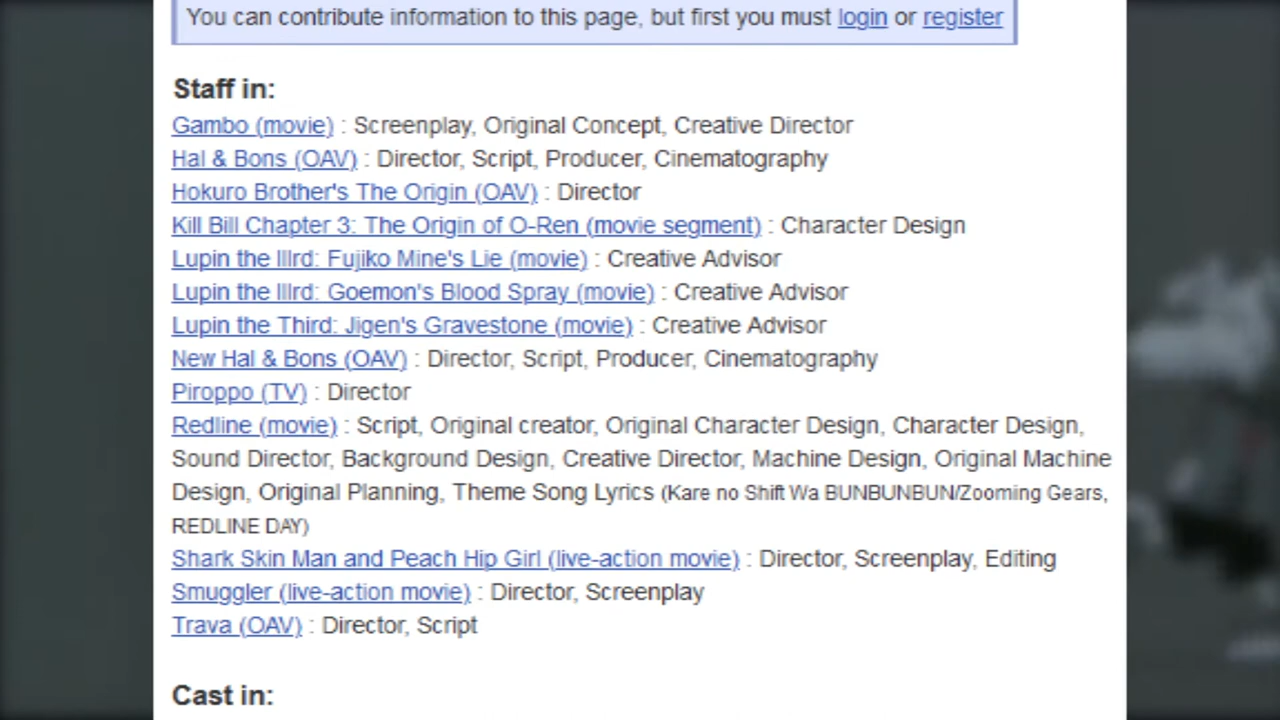 You can contribute information to this page, but first you must login or register
Staff in:
Gambo (movie) : Screenplay, Original Concept, Creative Director
Hal & Bons (OAV) : Director, Script, Producer, Cinematography
Hokuro Brother's The Origin (OAV) : Director
Kill Bill Chapter 3: The Origin of O-Ren (movie segment) : Character Design
Lupin the IIIrd: Fujiko Mine's Lie (movie) : Creative Advisor
Lupin the IIIrd: Goemon's Blood Spray (movie) : Creative Advisor
Lupin the Third: Jigen's Gravestone (movie) : Creative Advisor
New Hal & Bons (OAV) : Director, Script, Producer, Cinematography
Piroppo (TV) : Director
Redline (movie) : Script, Original creator, Original Character Design, Character Design,
Sound Director, Background Design, Creative Director, Machine Design, Original Machine
Design, Original Planning, Theme Song Lyrics (Kare no Shift Wa BUNBUNBUN/Zooming Gears,
REDLINE DAY)
Shark Skin Man and Peach Hip Girl (live-action movie) : Director, Screenplay, Editing
Smuggler (live-action movie) : Director, Screenplay
Trava (OAV) : Director, Script
Cast in: